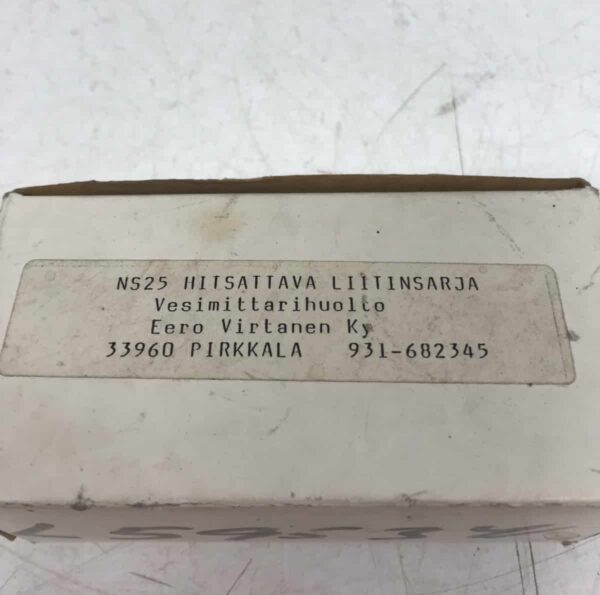 NS25 HITSATTAVA LIITINSARJA
Vesimittarihuolto
Eero Virtanen Ky
33960 PIRKKALA 931-682345